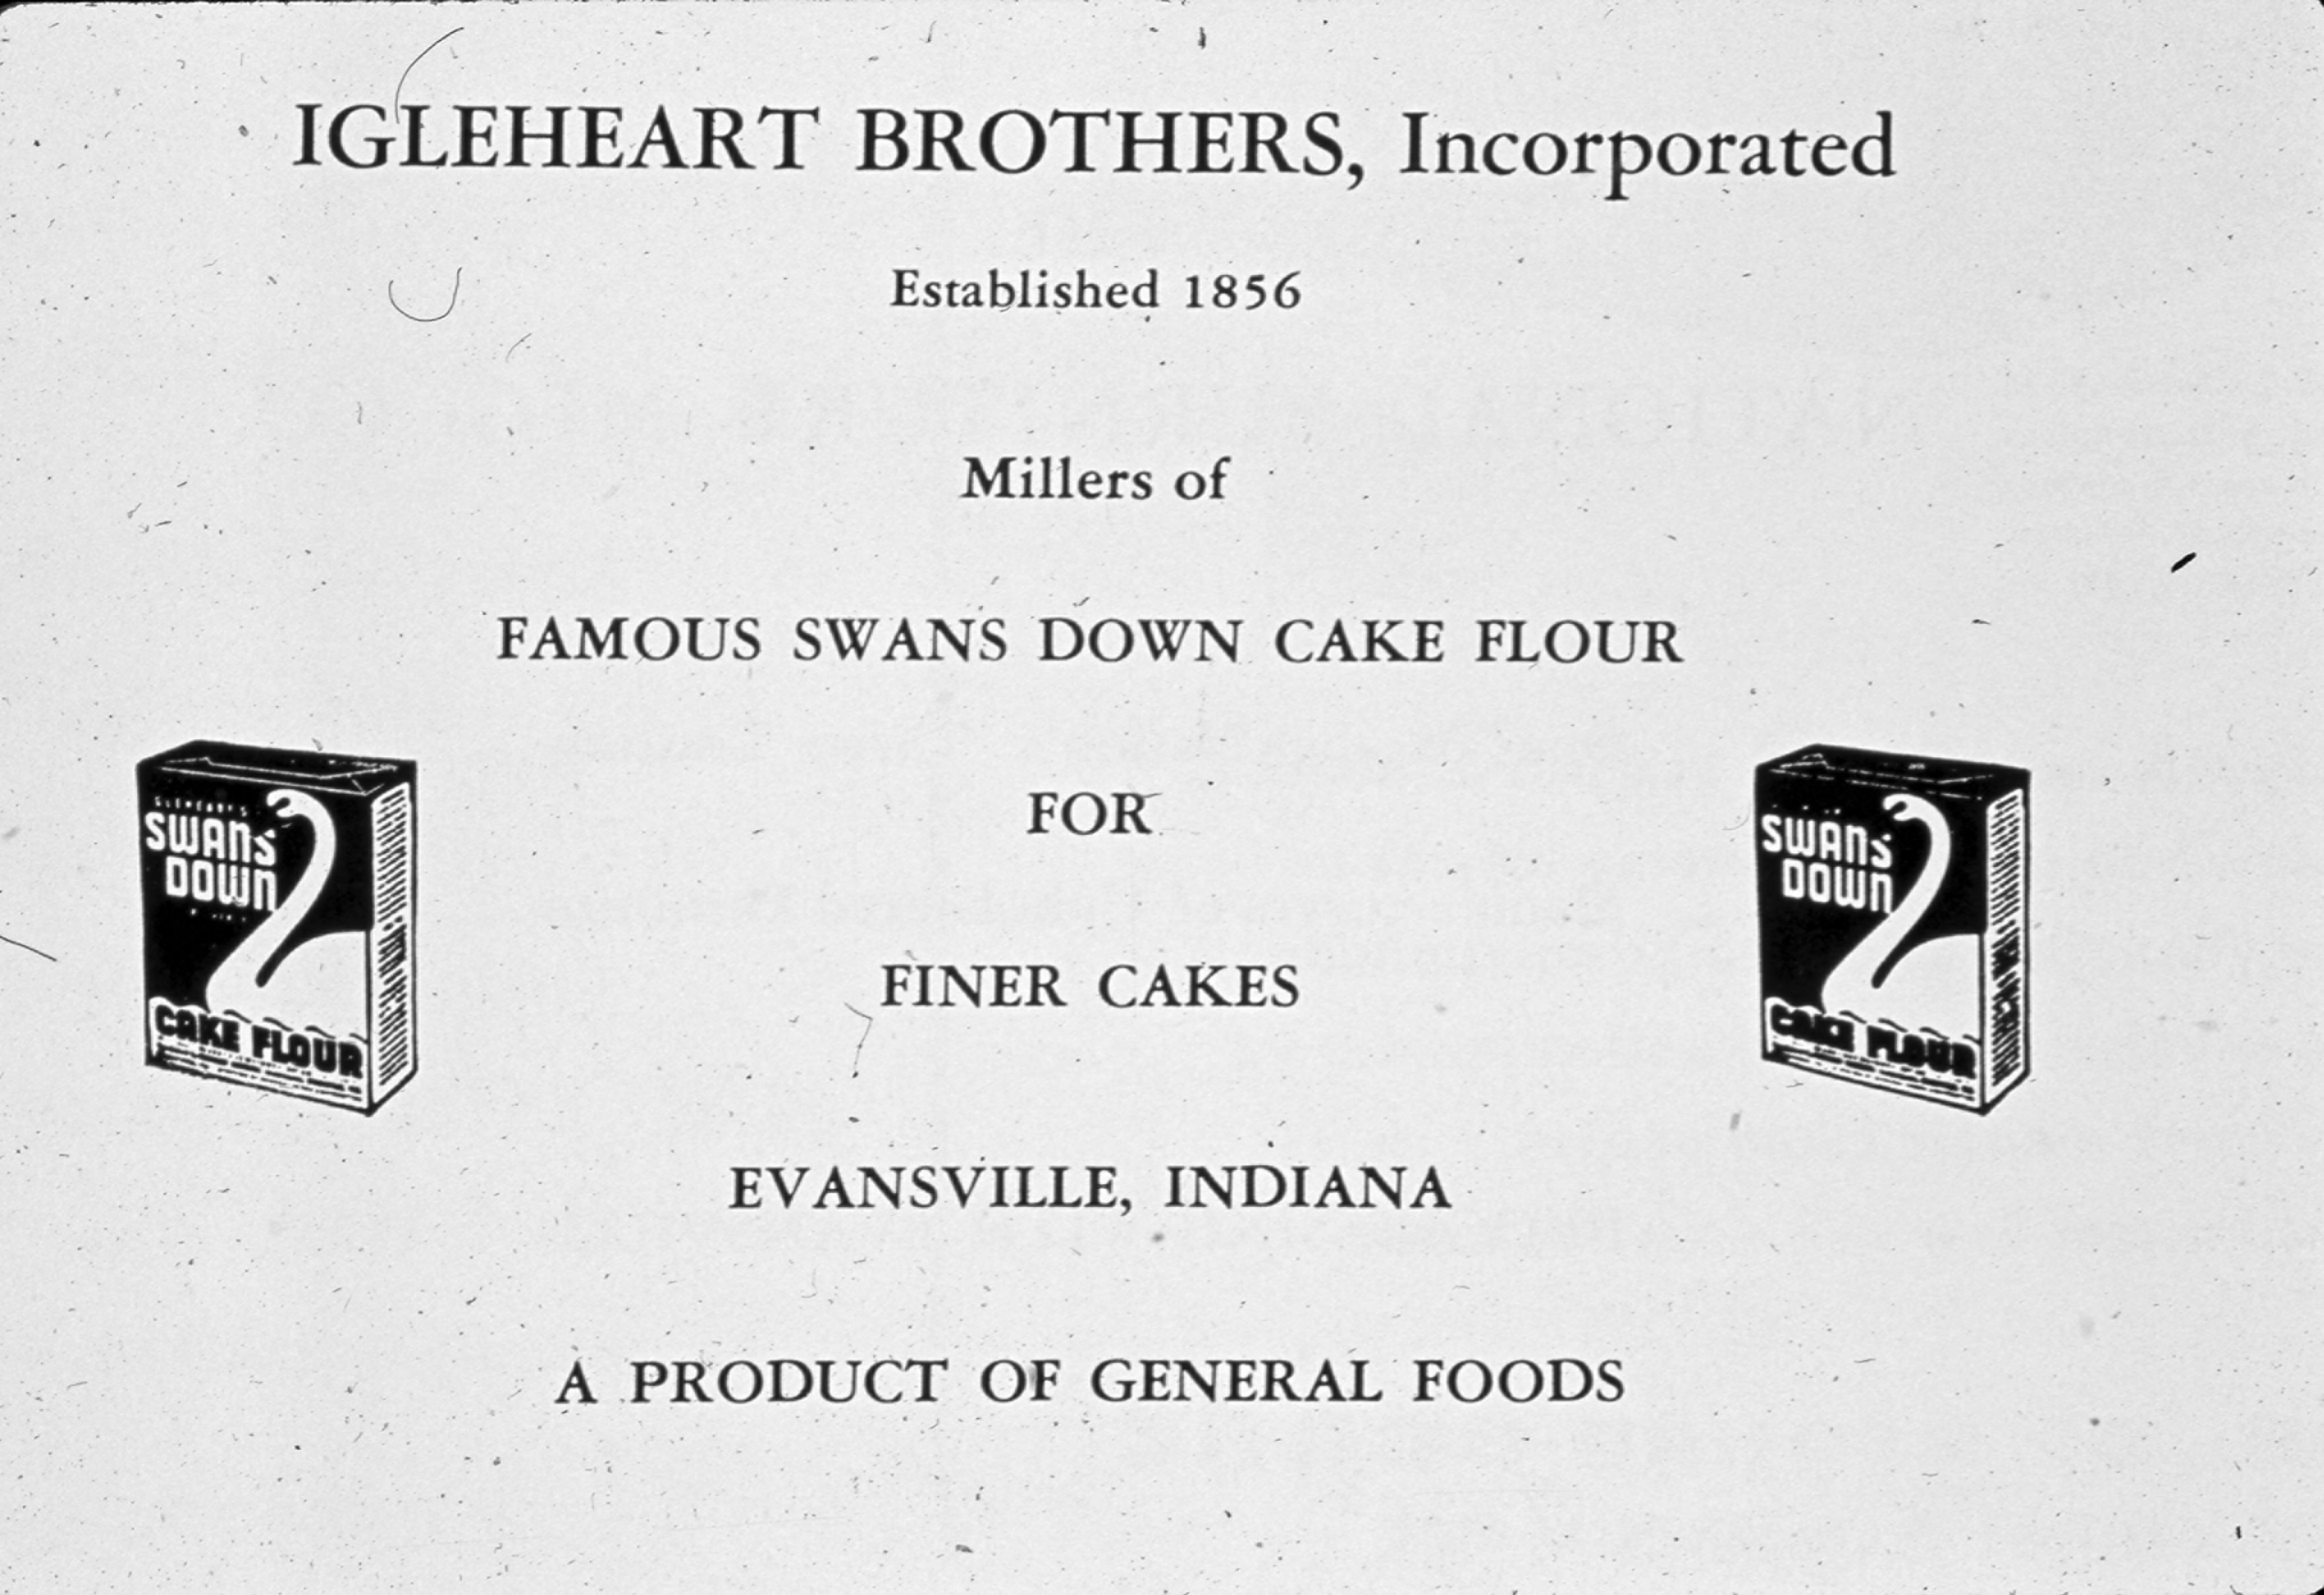 IGLEHEART BROTHERS, Incorporated
Established 1856
Millers of
FAMOUS SWANS DOWN CAKE FLOUR
FOR
FINER CAKES
EVANSVILLE, INDIANA
A PRODUCT OF GENERAL FOODS
SWANS
DOWN
CAKE FLOUR
SWANS
DOWN
CAKE FLOUR